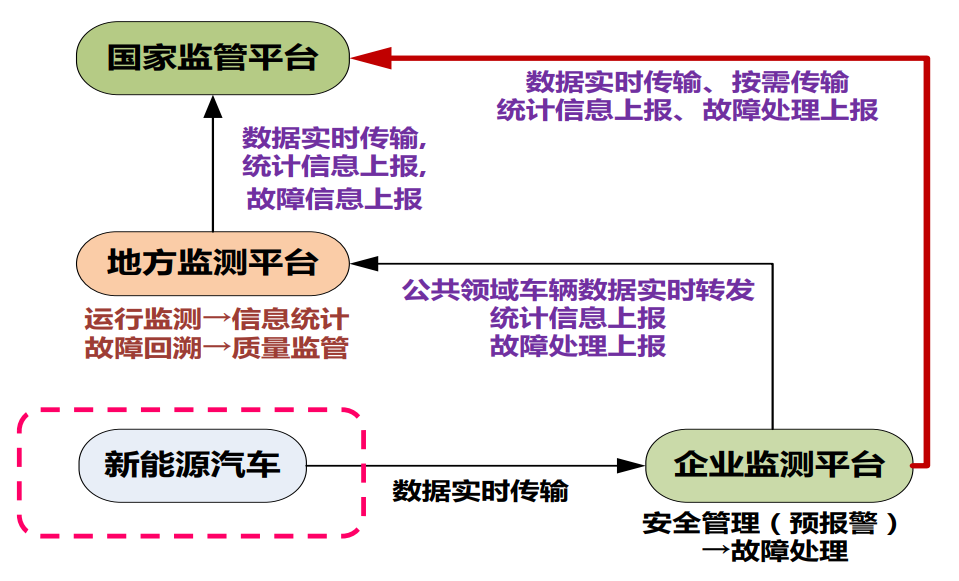 国家监管平台
数据实时传输、按需传输
统计信息上报、故障处理上报
数据实时传输,
统计信息上报,
故障信息上报
地方监测平台
运行监测→信息统计
故障回溯→质量监管
公共领域车辆数据实时转发
统计信息上报
故障处理上报
新能源汽车
数据实时传输
企业监测平台
安全管理（预报警）
→故障处理